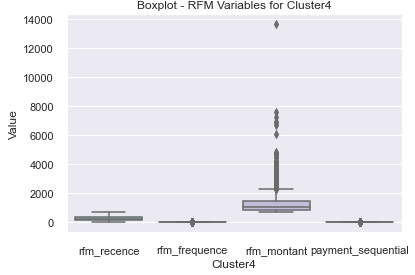 Boxplot - RFM Variables for Cluster4
14000
12000
10000
8000
6000
4000
2000
0
Value
rfm_recence rfm_frequence rfm_montant payment_sequential
Cluster4